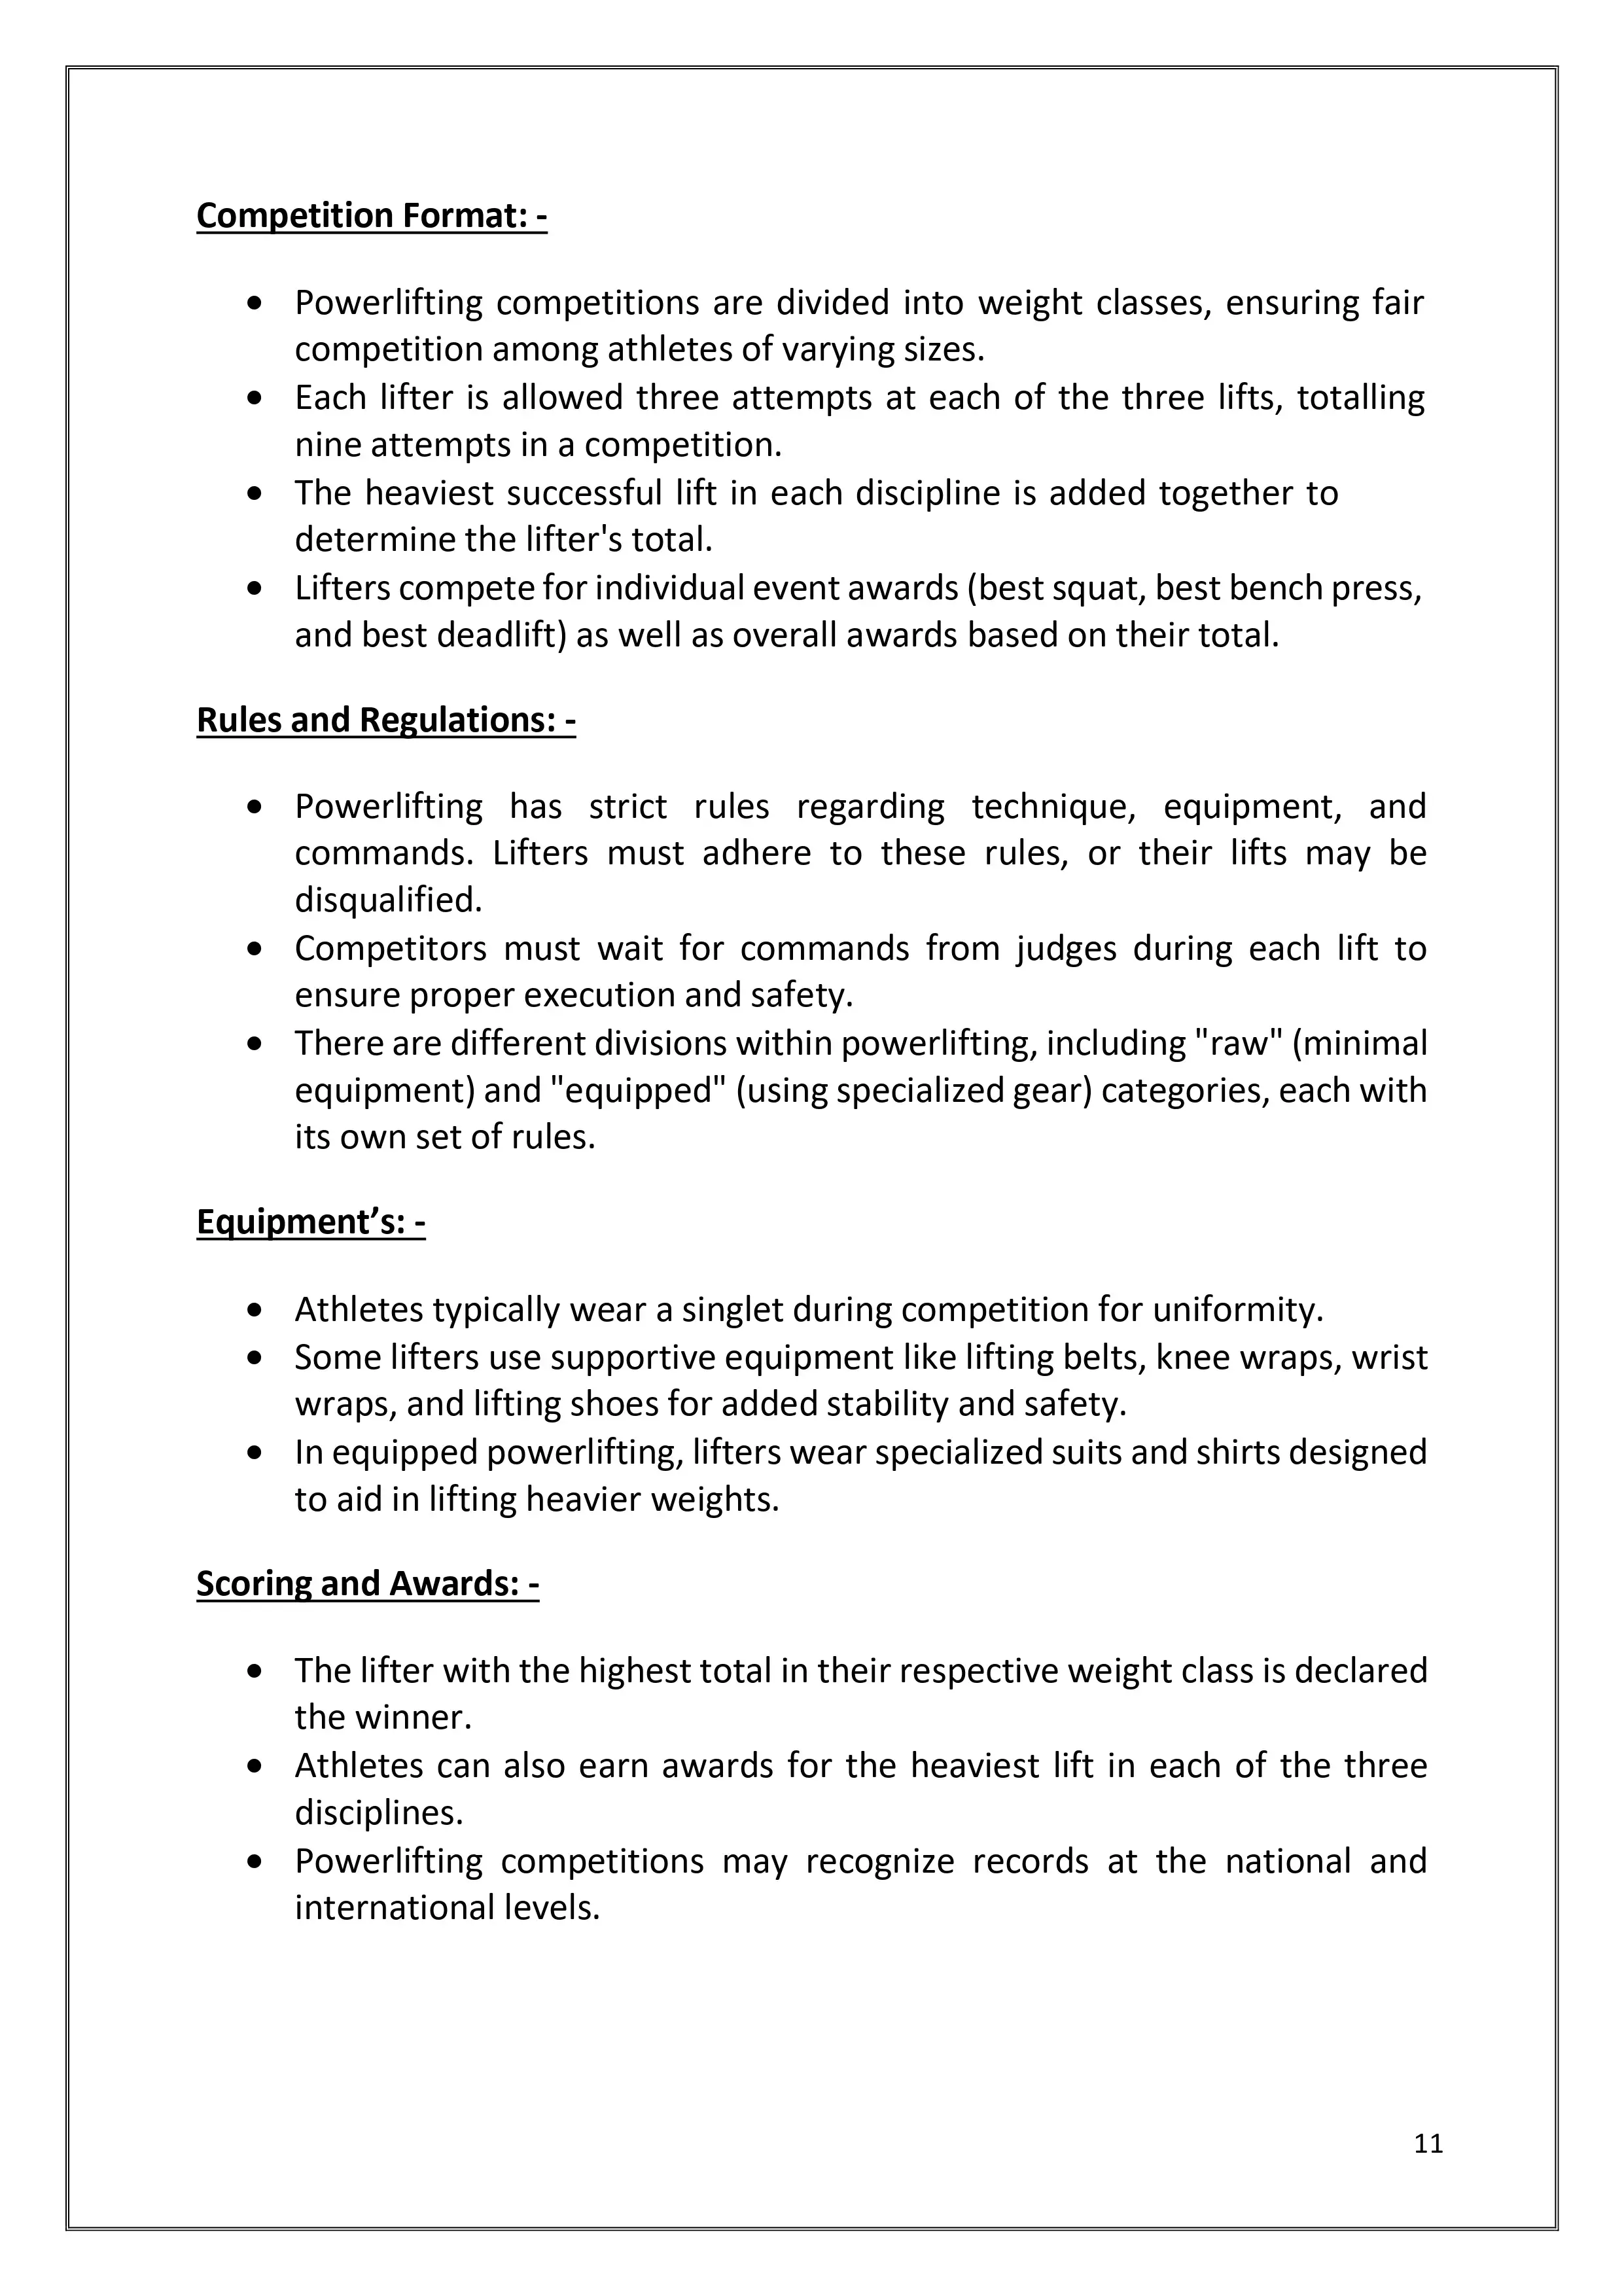 Competition Format: -
• Powerlifting competitions are divided into weight classes, ensuring fair
competition among athletes of varying sizes.
• Each lifter is allowed three attempts at each of the three lifts, totalling
nine attempts in a competition.
• The heaviest successful lift in each discipline is added together to
determine the lifter's total.
• Lifters compete for individual event awards (best squat, best bench press,
and best deadlift) as well as overall awards based on their total.
Rules and Regulations: -
• Powerlifting has strict rules regarding technique, equipment, and
commands. Lifters must adhere to these rules, or their lifts may be
disqualified.
• Competitors must wait for commands from judges during each lift to
ensure proper execution and safety.
• There are different divisions within powerlifting, including "raw" (minimal
equipment) and "equipped" (using specialized gear) categories, each with
its own set of rules.
Equipment’s: -
• Athletes typically wear a singlet during competition for uniformity.
• Some lifters use supportive equipment like lifting belts, knee wraps, wrist
wraps, and lifting shoes for added stability and safety.
• In equipped powerlifting, lifters wear specialized suits and shirts designed
to aid in lifting heavier weights.
Scoring and Awards: -
• The lifter with the highest total in their respective weight class is declared
the winner.
• Athletes can also earn awards for the heaviest lift in each of the three
disciplines.
• Powerlifting competitions may recognize records at the national and
international levels.
11